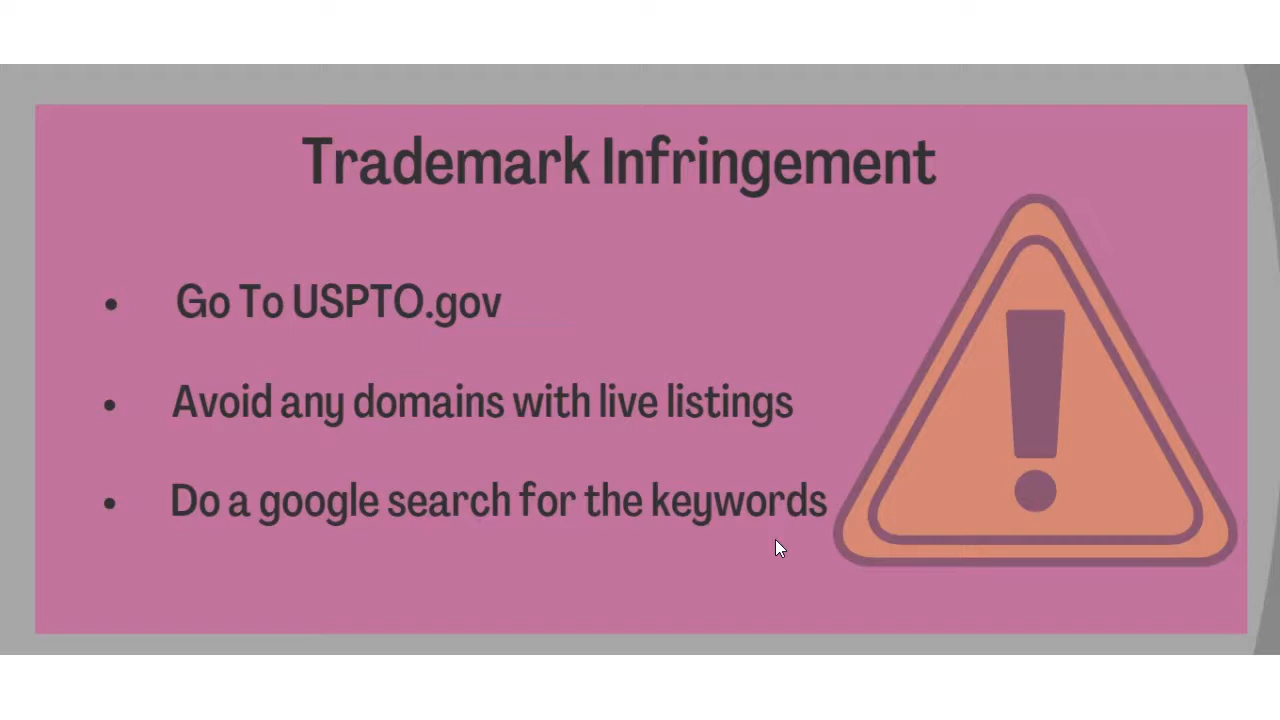 Trademark Infringement
• Go To USPTO.gov
• Avoid any domains with live listings
• Do a google search for the keywords